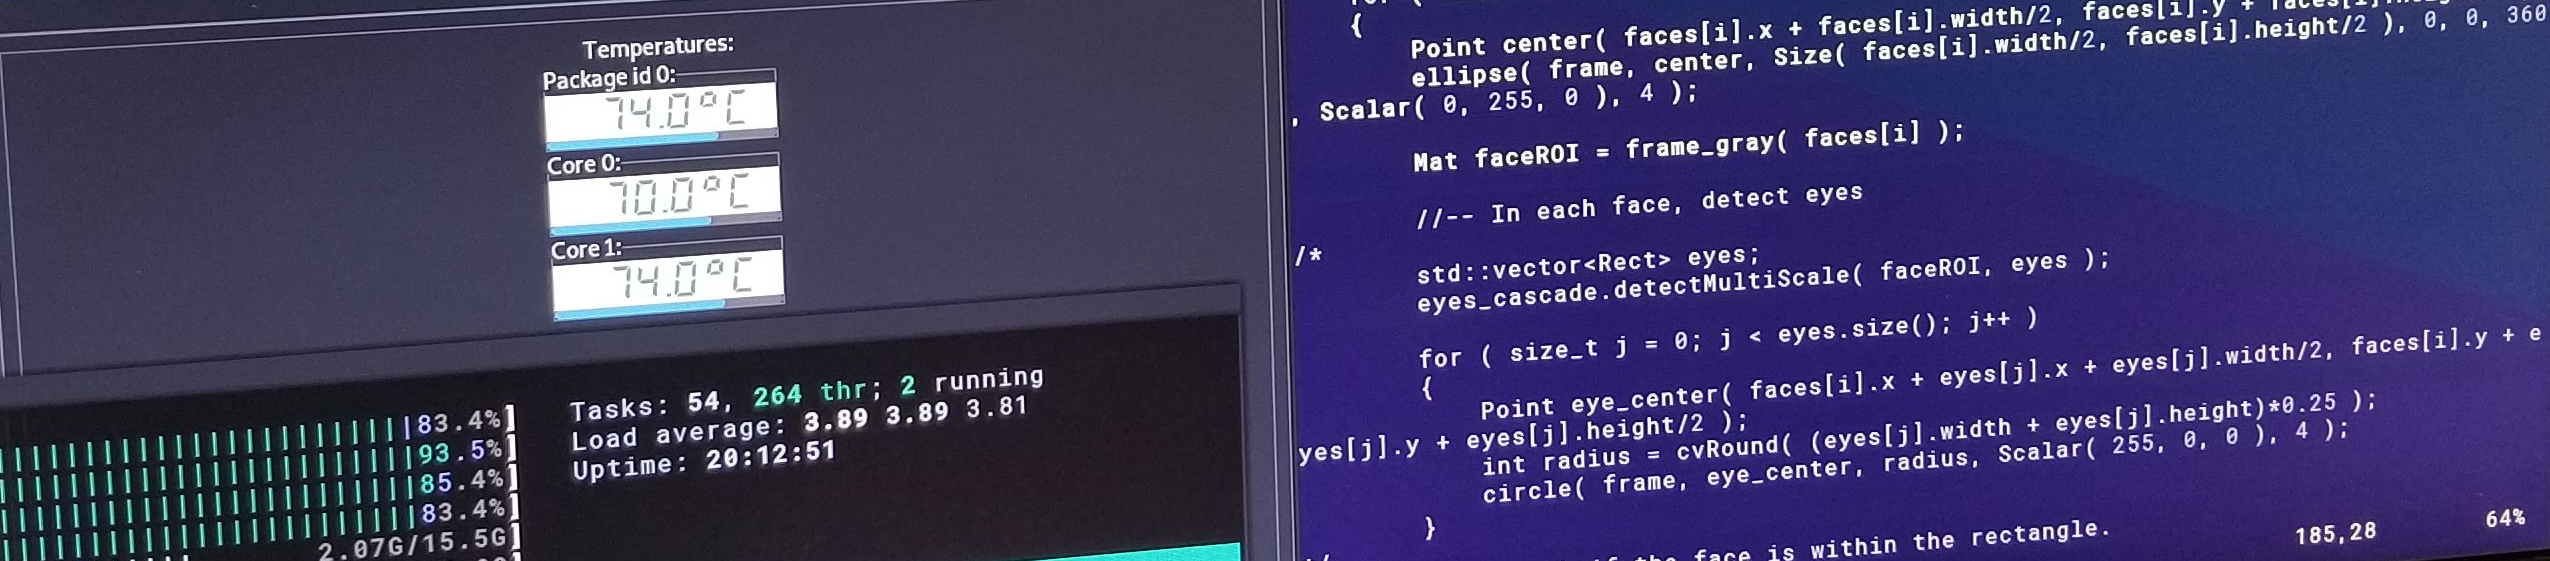 Temperatures:
Package id 0:
74.0°C
Core 0:
70.0°C
Core 1:
74.0°C
83.4%]
93.5%]
85.4%]
83.4%]
2.07G/15.5G]
Tasks: 54, 264 thr; 2 running
Load average: 3.89 3.89 3.81
Uptime: 20:12:51
{
Point center( faces[i].x + faces[i].width/2, faces[i].y +
ellipse( frame, center, Size( faces[i].width/2, faces[i].height/2 ), 0, 0, 360
, Scalar( 0, 255, 0 ), 4 );
Mat faceROI = frame_gray( faces[i] );
//-- In each face, detect eyes
/*
std::vector<Rect> eyes;
eyes_cascade.detectMultiScale( faceROI, eyes );
for ( size_t j = 0; j < eyes.size(); j++ )
{
Point eye_center( faces[i].x + eyes[j].x + eyes[j].width/2, faces[i].y + e
yes[j].y + eyes[j].height/2 );
int radius = cvRound( (eyes[j].width + eyes[j].height)*0.25 );
circle( frame, eye_center, radius, Scalar( 255, 0, 0 ), 4 );
}
the face is within the rectangle.
185,28
64%